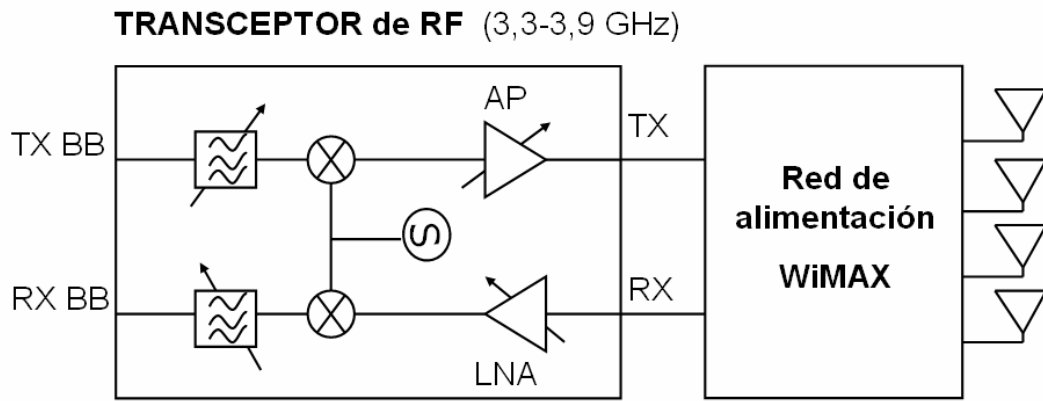 TRANSCEPTOR de RF (3,3-3,9 GHz)
AP
TX BB
TX
Red de
alimentación
WiMAX
RX BB
RX
LNA